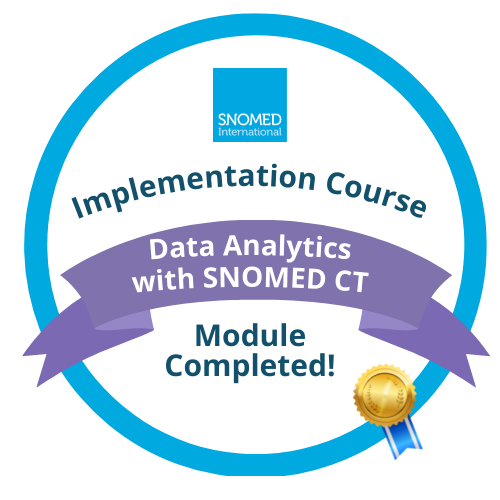 SNOMED
International
Implementation Course
Data Analytics
with SNOMED CT
Module
Completed!